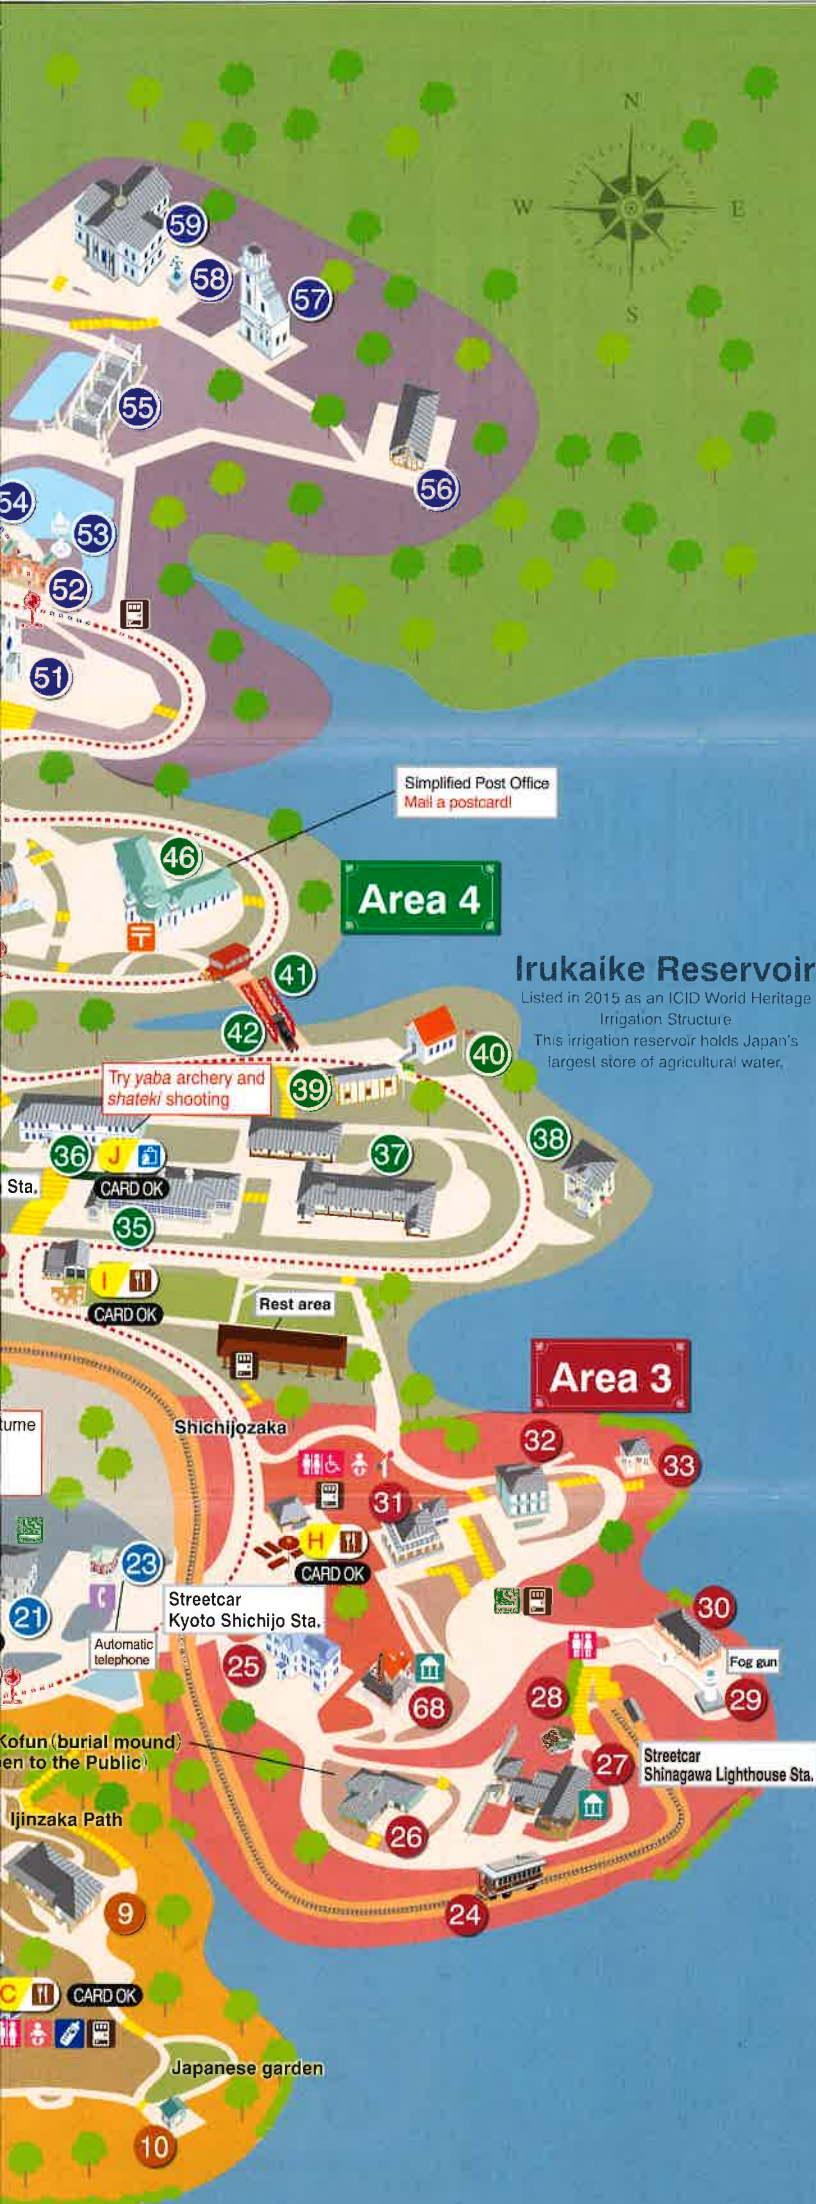 N
W
E
S
59
58
57
55
56
54
53
52
51
Simplified Post Office
Mail a postcard!
46
〒
Area 4
41
42
Irukaike Reservoir
Listed in 2015 as an ICID World Heritage
Irrigation Structure
This irrigation reservoir holds Japan's
largest store of agricultural water.
40
Try yaba archery and
shateki shooting
39
36
J
CARD OK
37
38
Sta.
35
I
CARD OK
Rest area
Area 3
turne
Shichijozaka
32
33
31
H
CARD OK
23
21
Automatic
telephone
Streetcar
Kyoto Shichijo Sta.
30
Fog gun
29
25
68
28
27
Streetcar
Shinagawa Lighthouse Sta.
Kofun (burial mound)
en to the Public)
Ijinzaka Path
26
9
24
C
CARD OK
Japanese garden
10